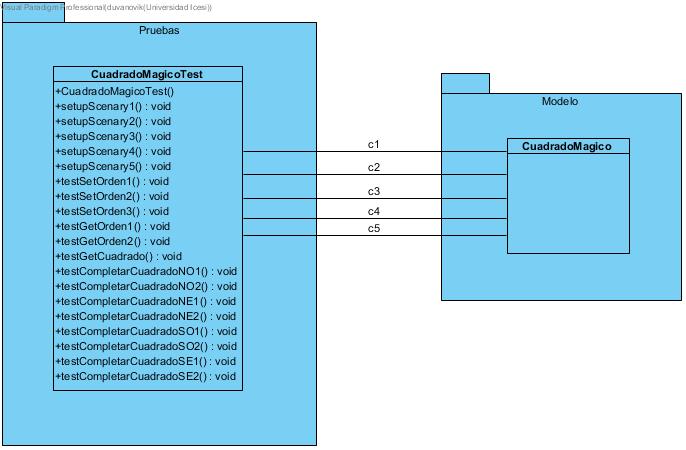 Visual Paradigm Professional(duvanovik(Universidad Icesi))
Pruebas
CuadradoMagicoTest
+CuadradoMagicoTest()
+setupScenary1() : void
+setupScenary2() : void
+setupScenary3() : void
+setupScenary4() : void
+setupScenary5() : void
+testSetOrden1() : void
+testSetOrden2() : void
+testSetOrden3() : void
+testGetOrden1() : void
+testGetOrden2() : void
+testGetCuadrado() : void
+testCompletarCuadradoNO1() : void
+testCompletarCuadradoNO2() : void
+testCompletarCuadradoNE1() : void
+testCompletarCuadradoNE2() : void
+testCompletarCuadradoSO1() : void
+testCompletarCuadradoSO2() : void
+testCompletarCuadradoSE1() : void
+testCompletarCuadradoSE2() : void
c1
c2
c3
c4
c5
Modelo
CuadradoMagico